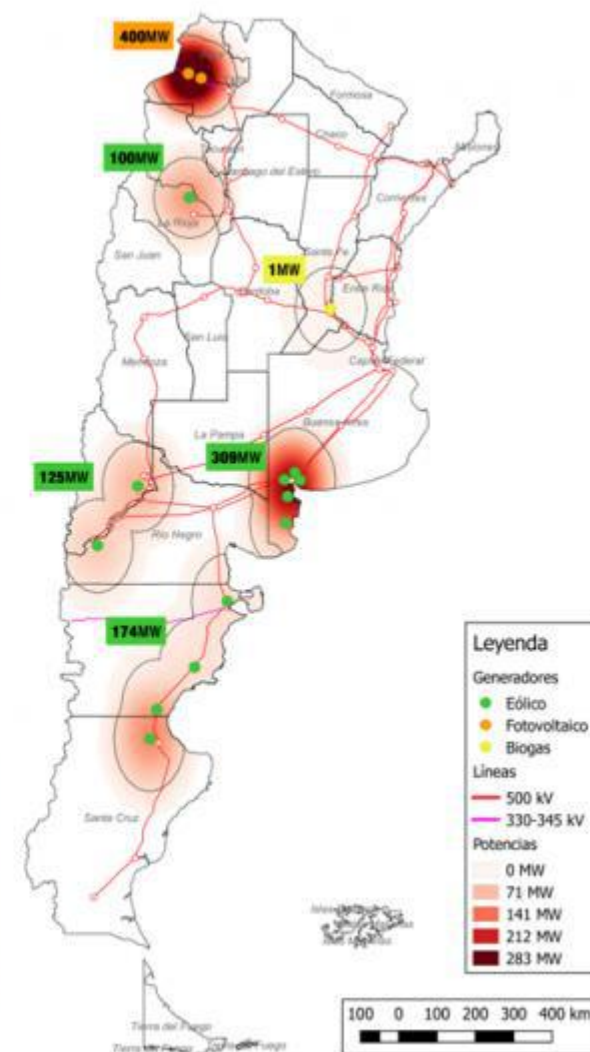 400MW
Formosa
Chaco
Misiones
100MW
Santiago del Estero
Corrientes
La Rioja
San Juan
Santa Fe
1MW
Entre Ríos
Córdoba
San Luis
Mendoza
Capital Federal
Buenos Aires
La Pampa
309MW
125MW
Río Negro
174MW
Santa Cruz
Tierra del Fuego
Leyenda
Generadores
Eólico
Fotovoltaico
Biogas
Líneas
500 kV
330-345 kV
Potencias
0 MW
71 MW
141 MW
212 MW
283 MW
100 0 100 200 300 400 km